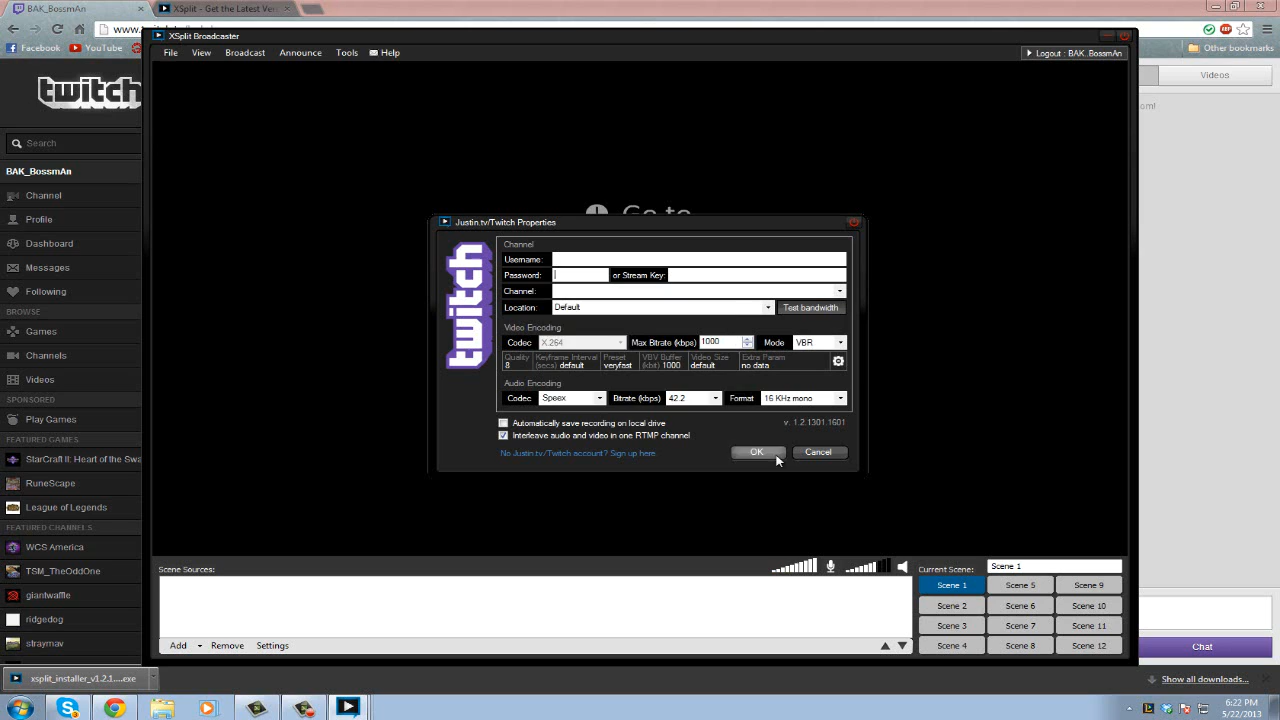 BAK_BossmAn
XSplit - Get the Latest Ver
http://www.
Facebook
YouTube
Other bookmarks
XSplit Broadcaster
File View Broadcast Announce Tools Help
Logout : BAK_BossmAn
twitch
Videos
Search
BAK_BossmAn
Channel
Profile
Dashboard
Messages
Following
BROWSE
Games
Channels
Videos
SPONSORED
Play Games
FEATURED GAMES
StarCraft II: Heart of the Swa
RuneScape
League of Legends
FEATURED CHANNELS
WCS America
TSM_TheOddOne
giantwaffle
ridgedog
straymav
Go to
Justin.tv/Twitch Properties
twitch
Channel
Username:
Password: or Stream Key:
Channel:
Location: Default Test bandwidth
Video Encoding
Codec X.264 Max Bitrate (kbps) 1000 Mode VBR
Quality Keyframe Interval Preset VBV Buffer Video Size Extra Param
8 (secs) default veryfast (kbit) 1000 default no data
Audio Encoding
Codec Speex Bitrate (kbps) 42.2 Format 16 KHz mono
Automatically save recording on local drive v. 1.2.1301.1601
Interleave audio and video in one RTMP channel
No Justin.tv/Twitch account? Sign up here.
OK Cancel
Scene Sources:
Current Scene: Scene 1
Scene 1 Scene 5 Scene 9
Scene 2 Scene 6 Scene 10
Scene 3 Scene 7 Scene 11
Scene 4 Scene 8 Scene 12
Add Remove Settings
Chat
xsplit_installer_v1.2.1....exe
Show all downloads...
6:22 PM
5/22/2013